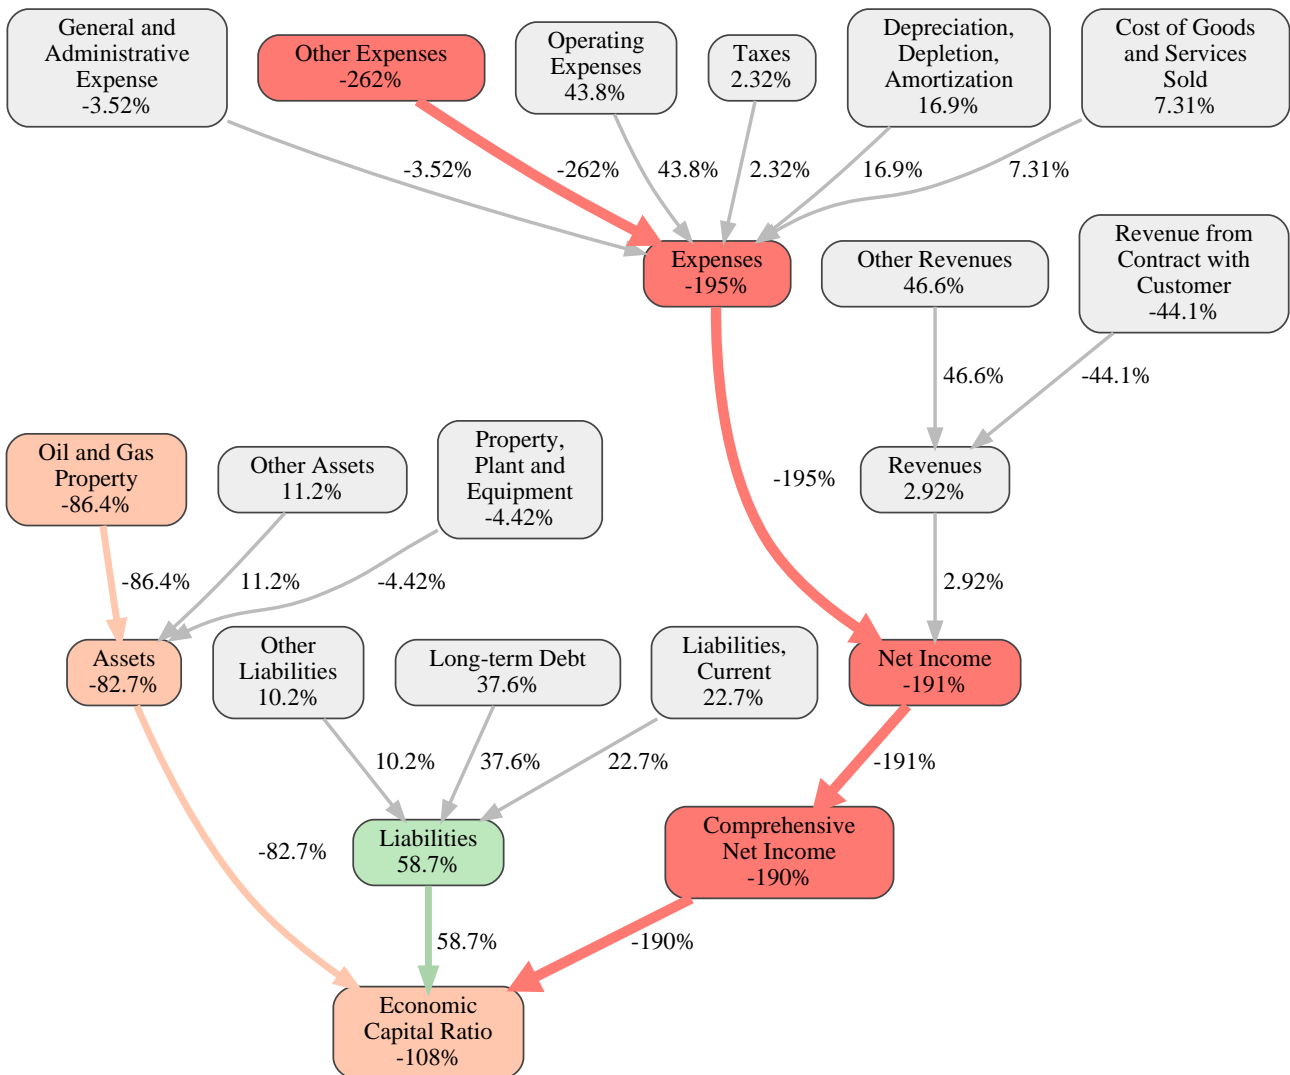 General and
Administrative
Expense
-3.52%
Other Expenses
-262%
Operating
Expenses
43.8%
Taxes
2.32%
Depreciation,
Depletion,
Amortization
16.9%
Cost of Goods
and Services
Sold
7.31%
-3.52%
-262%
43.8%
2.32%
16.9%
7.31%
Expenses
-195%
Other Revenues
46.6%
Revenue from
Contract with
Customer
-44.1%
46.6%
-44.1%
Oil and Gas
Property
-86.4%
Other Assets
11.2%
Property,
Plant and
Equipment
-4.42%
-195%
Revenues
2.92%
-86.4%
11.2%
-4.42%
2.92%
Assets
-82.7%
Other
Liabilities
10.2%
Long-term Debt
37.6%
Liabilities,
Current
22.7%
Net Income
-191%
10.2%
37.6%
22.7%
-191%
-82.7%
Liabilities
58.7%
Comprehensive
Net Income
-190%
58.7%
-190%
Economic
Capital Ratio
-108%